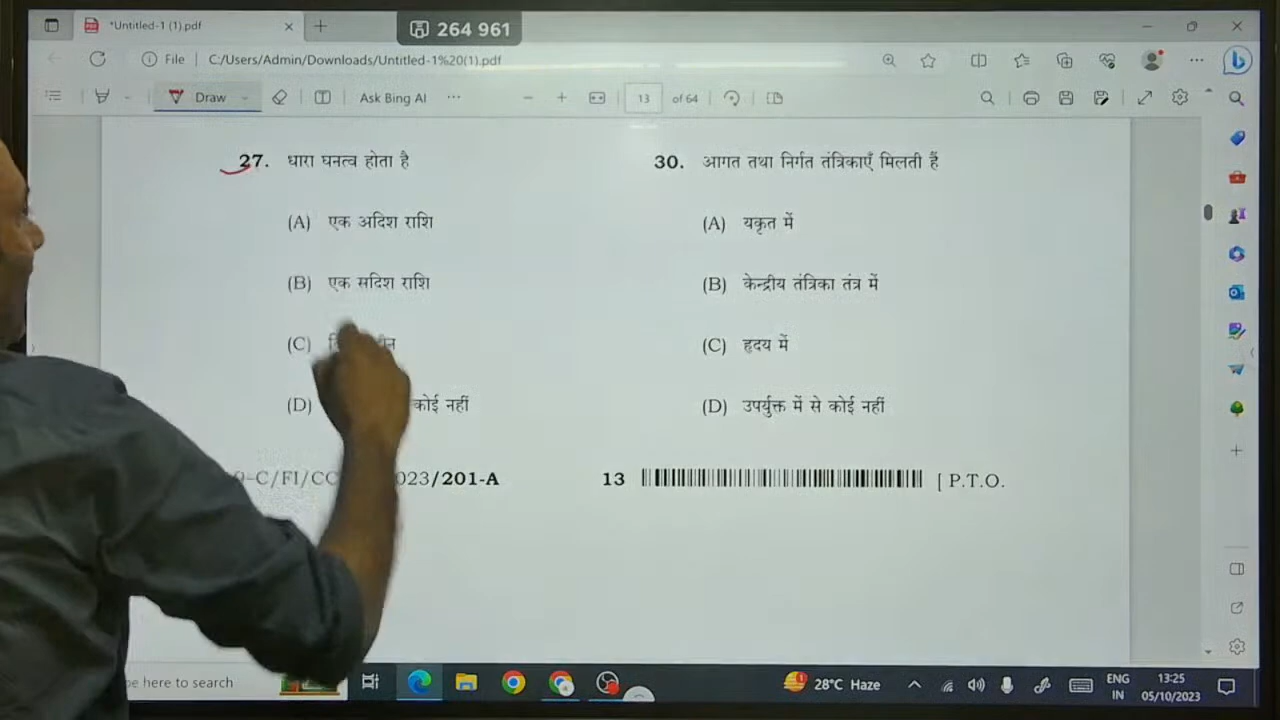 *Untitled-1 (1).pdf
264 961
File
C:/Users/Admin/Downloads/Untitled-1%20(1).pdf
Draw
Ask Bing AI
13 of 64
27. धारा घनत्व होता है
(A) एक अदिश राशि
(B) एक सदिश राशि
(C)
(D) कोई नहीं
-C/FI/CC 023/201-A
30. आगत तथा निर्गत तंत्रिकाएँ मिलती हैं
(A) यकृत में
(B) केन्द्रीय तंत्रिका तंत्र में
(C) हृदय में
(D) उपर्युक्त में से कोई नहीं
13 [ P.T.O.
here to search
28°C Haze
ENG
IN
13:25
05/10/2023